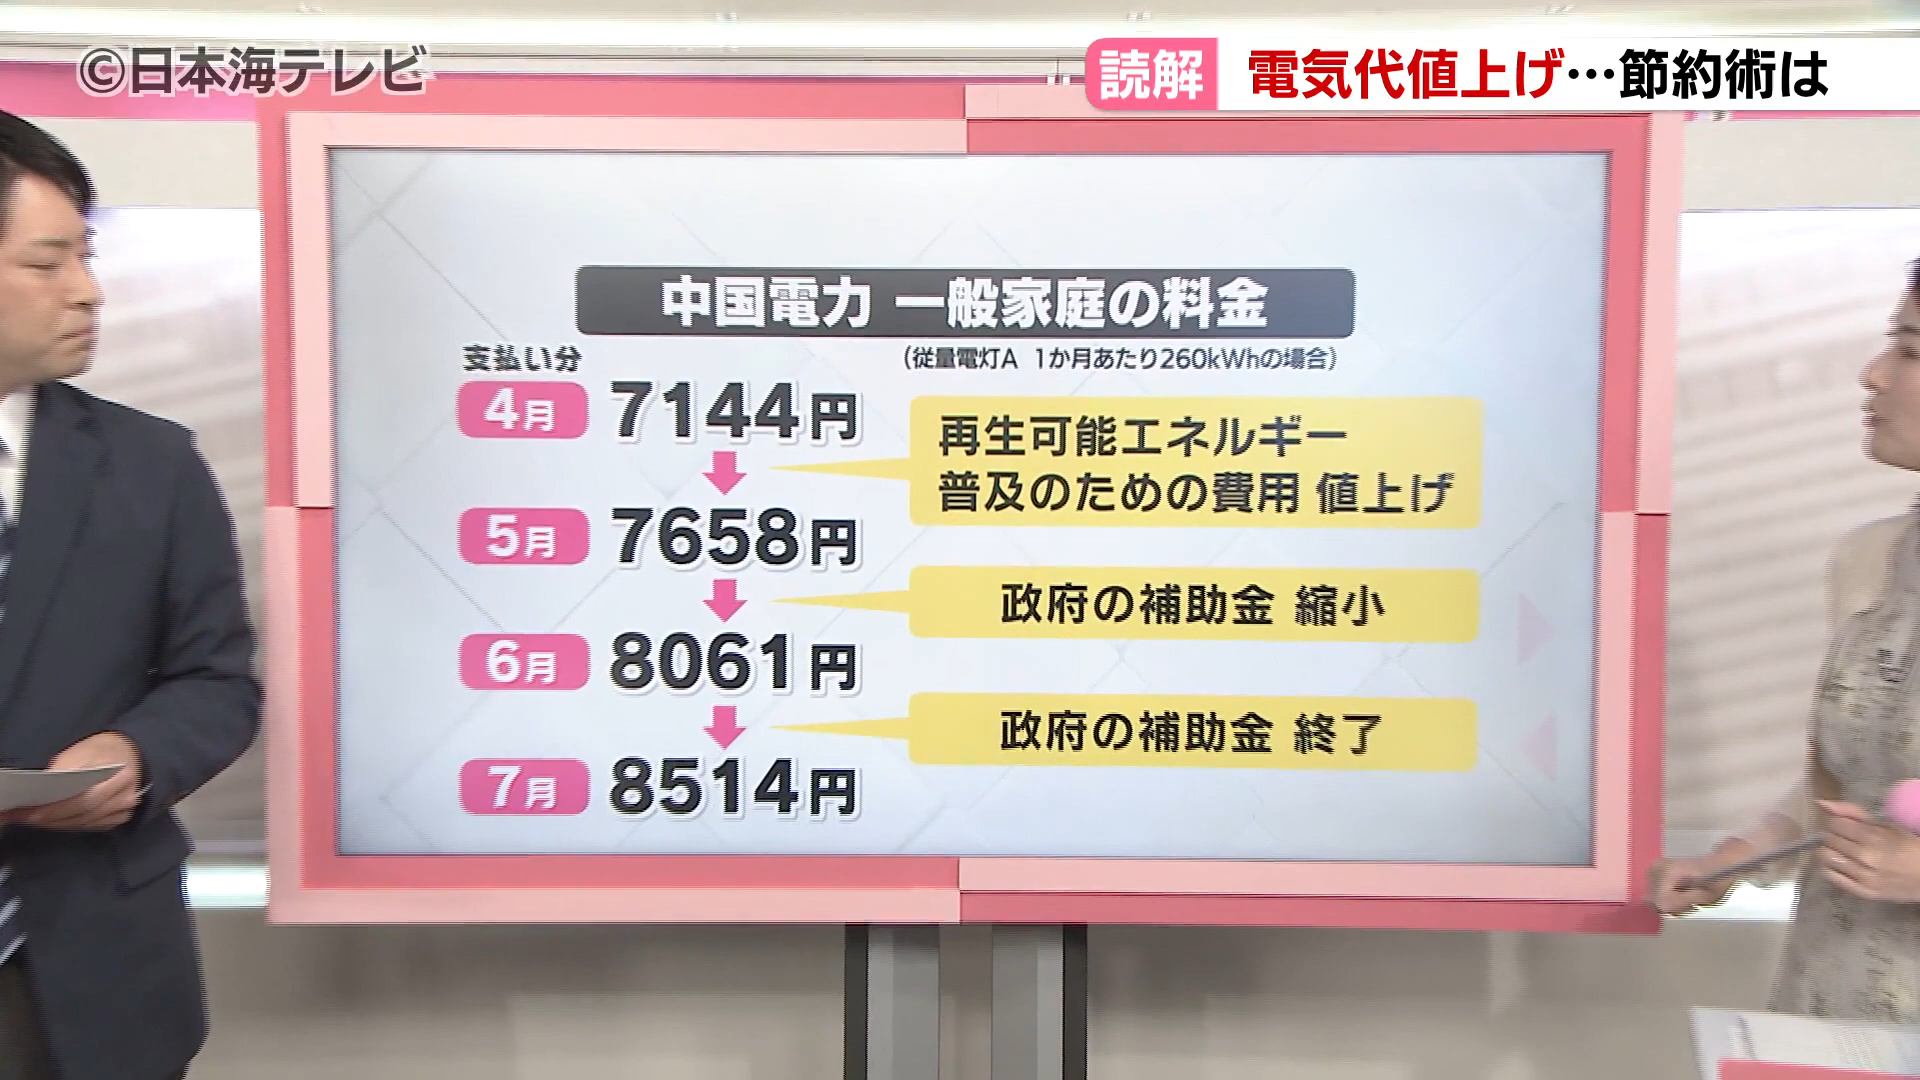 ©日本海テレビ
読解 電気代値上げ…節約術は
中国電力 一般家庭の料金
支払い分 (従量電灯A 1か月あたり260kWhの場合)
4月 7144円
再生可能エネルギー
普及のための費用 値上げ
5月 7658円
政府の補助金 縮小
6月 8061円
政府の補助金 終了
7月 8514円